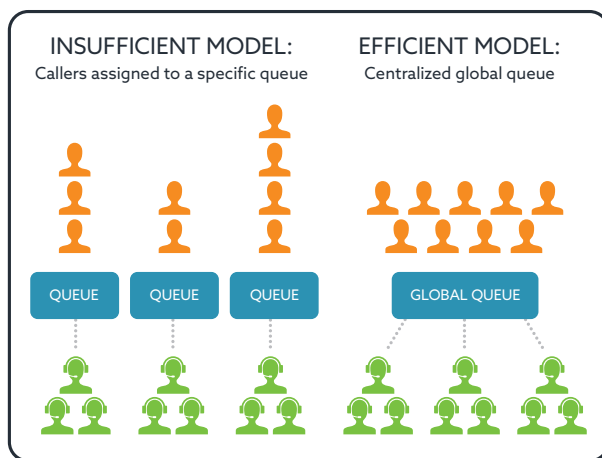 INSUFFICIENT MODEL:
Callers assigned to a specific queue
EFFICIENT MODEL:
Centralized global queue
QUEUE
QUEUE
QUEUE
GLOBAL QUEUE